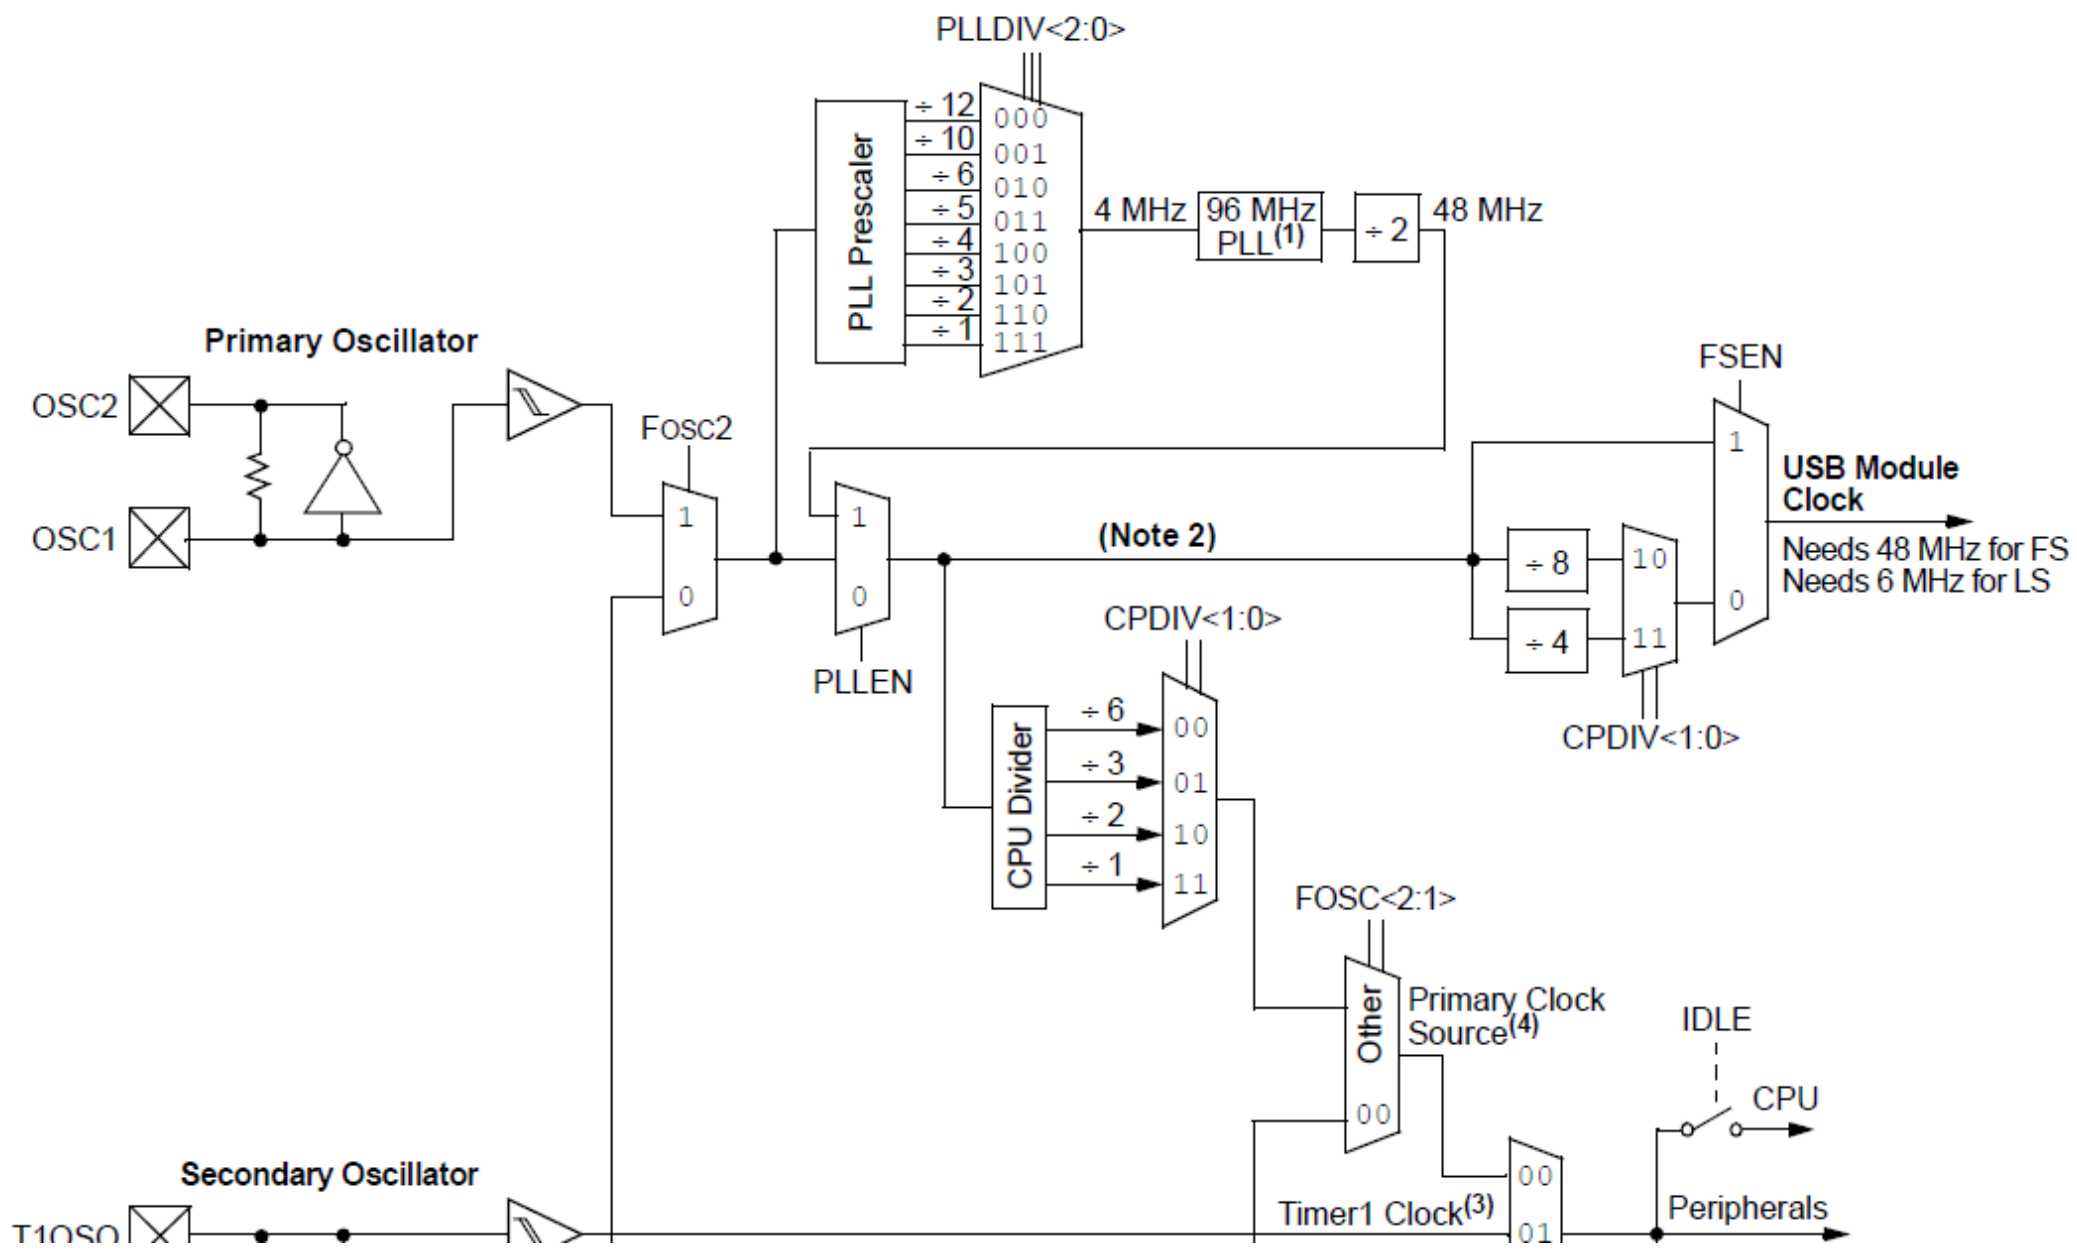 PLLDIV<2:0>
PLL Prescaler
÷ 12
÷ 10
÷ 6
÷ 5
÷ 4
÷ 3
÷ 2
÷ 1
000
001
010
011
100
101
110
111
4 MHz
96 MHz
PLL(1)
÷ 2
48 MHz
Primary Oscillator
OSC2
OSC1
FOSC2
1
0
1
0
PLLEN
(Note 2)
FSEN
1
0
USB Module
Clock
Needs 48 MHz for FS
Needs 6 MHz for LS
÷ 8
÷ 4
10
11
CPDIV<1:0>
CPDIV<1:0>
CPU Divider
÷ 6
÷ 3
÷ 2
÷ 1
00
01
10
11
FOSC<2:1>
Other
00
Primary Clock
Source(4)
IDLE
CPU
Secondary Oscillator
T1OSO
Timer1 Clock(3)
00
01
Peripherals